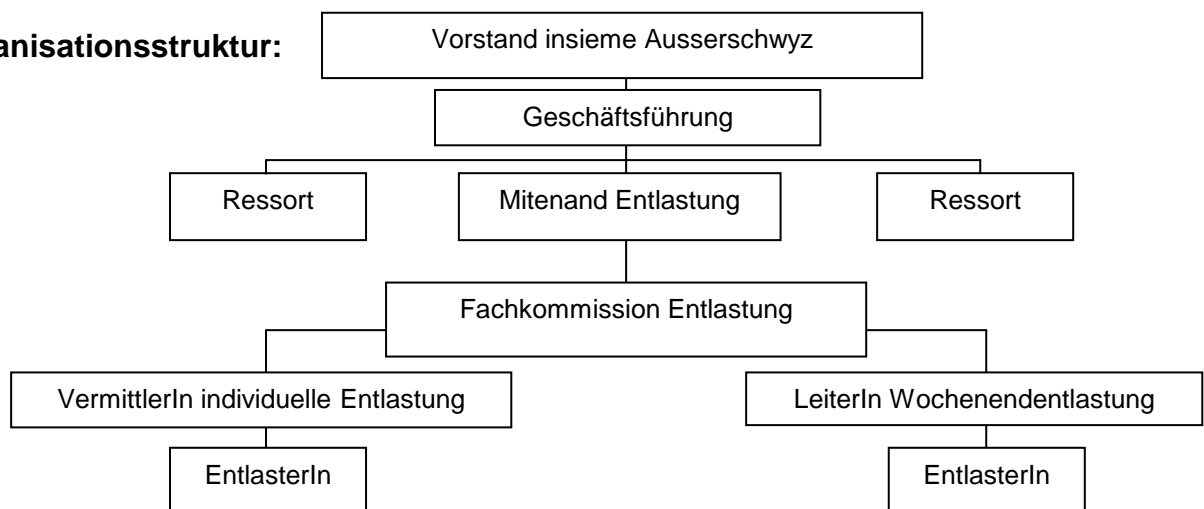 anisationsstruktur:
Vorstand insieme Ausserschwyz
Geschäftsführung
Ressort
Mitenand Entlastung
Ressort
Fachkommission Entlastung
VermittlerIn individuelle Entlastung
LeiterIn Wochenendentlastung
EntlasterIn
EntlasterIn